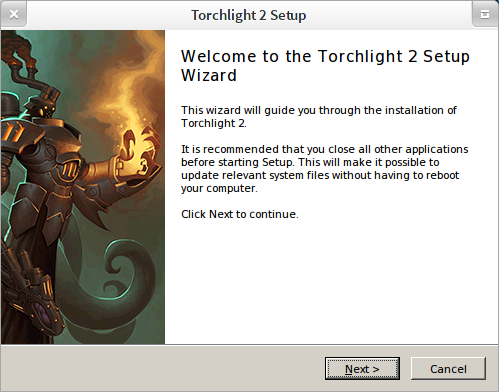 Torchlight 2 Setup
Welcome to the Torchlight 2 Setup
Wizard
This wizard will guide you through the installation of
Torchlight 2.
It is recommended that you close all other applications
before starting Setup. This will make it possible to
update relevant system files without having to reboot
your computer.
Click Next to continue.
Next >
Cancel